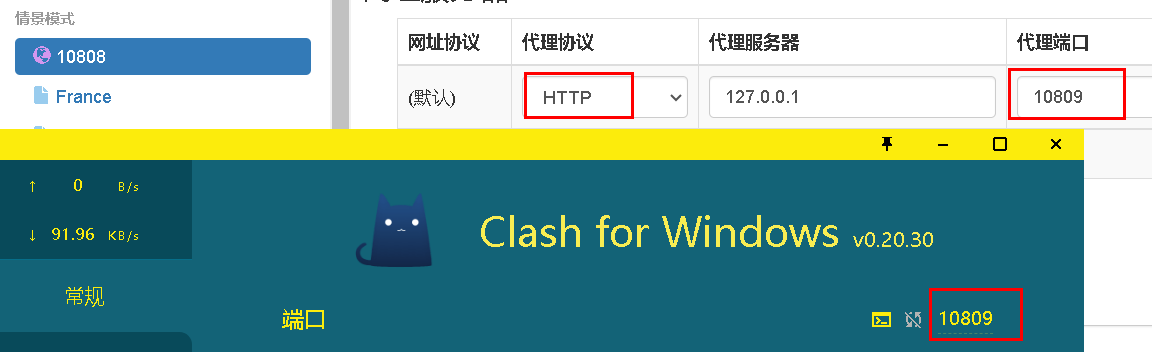 情景模式
10808
France
网址协议 代理协议 代理服务器 代理端口
(默认) HTTP 127.0.0.1 10809
↑ 0 B/s
↓ 91.96 KB/s
常规
Clash for Windows v0.20.30
端口 10809